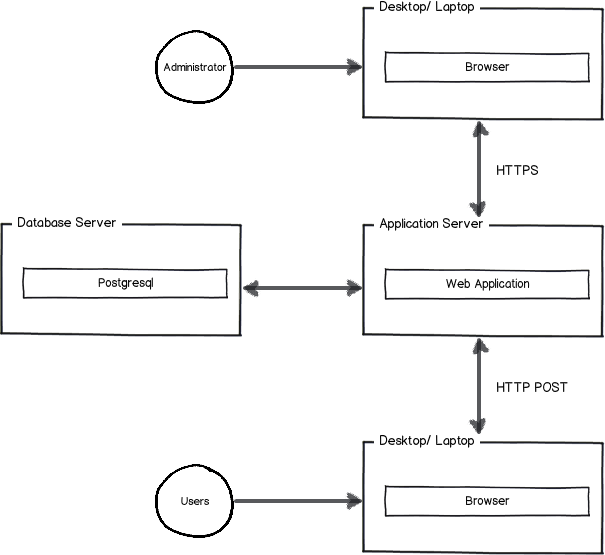 Desktop/ Laptop
Administrator
Browser
HTTPS
Database Server
Application Server
Postgresql
Web Application
HTTP POST
Desktop/ Laptop
Users
Browser